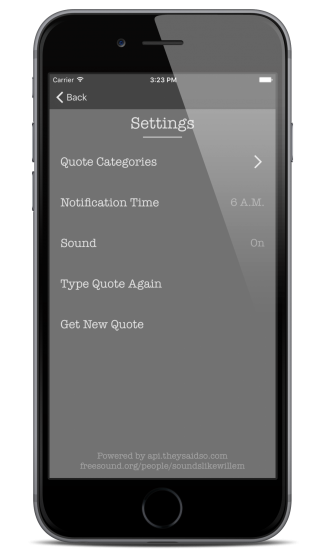 Carrier 3:23 PM
Back
Settings
Quote Categories
Notification Time 6 A.M.
Sound On
Type Quote Again
Get New Quote
Powered by api.theysaidso.com
freesound.org/people/soundslikewillem